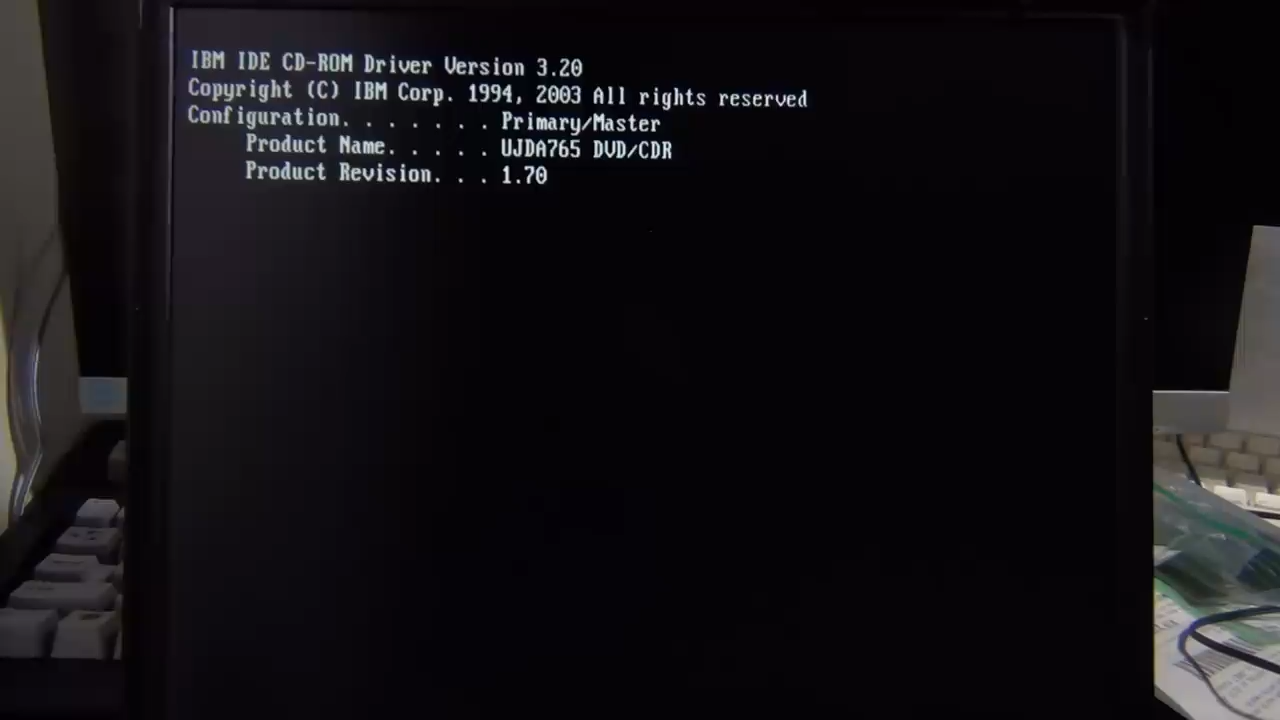 IBM IDE CD-ROM Driver Version 3.20
Copyright (C) IBM Corp. 1994, 2003 All rights reserved
Configuration. . . . . . . Primary/Master
Product Name. . . . . UJDA765 DVD/CDR
Product Revision. . . 1.70